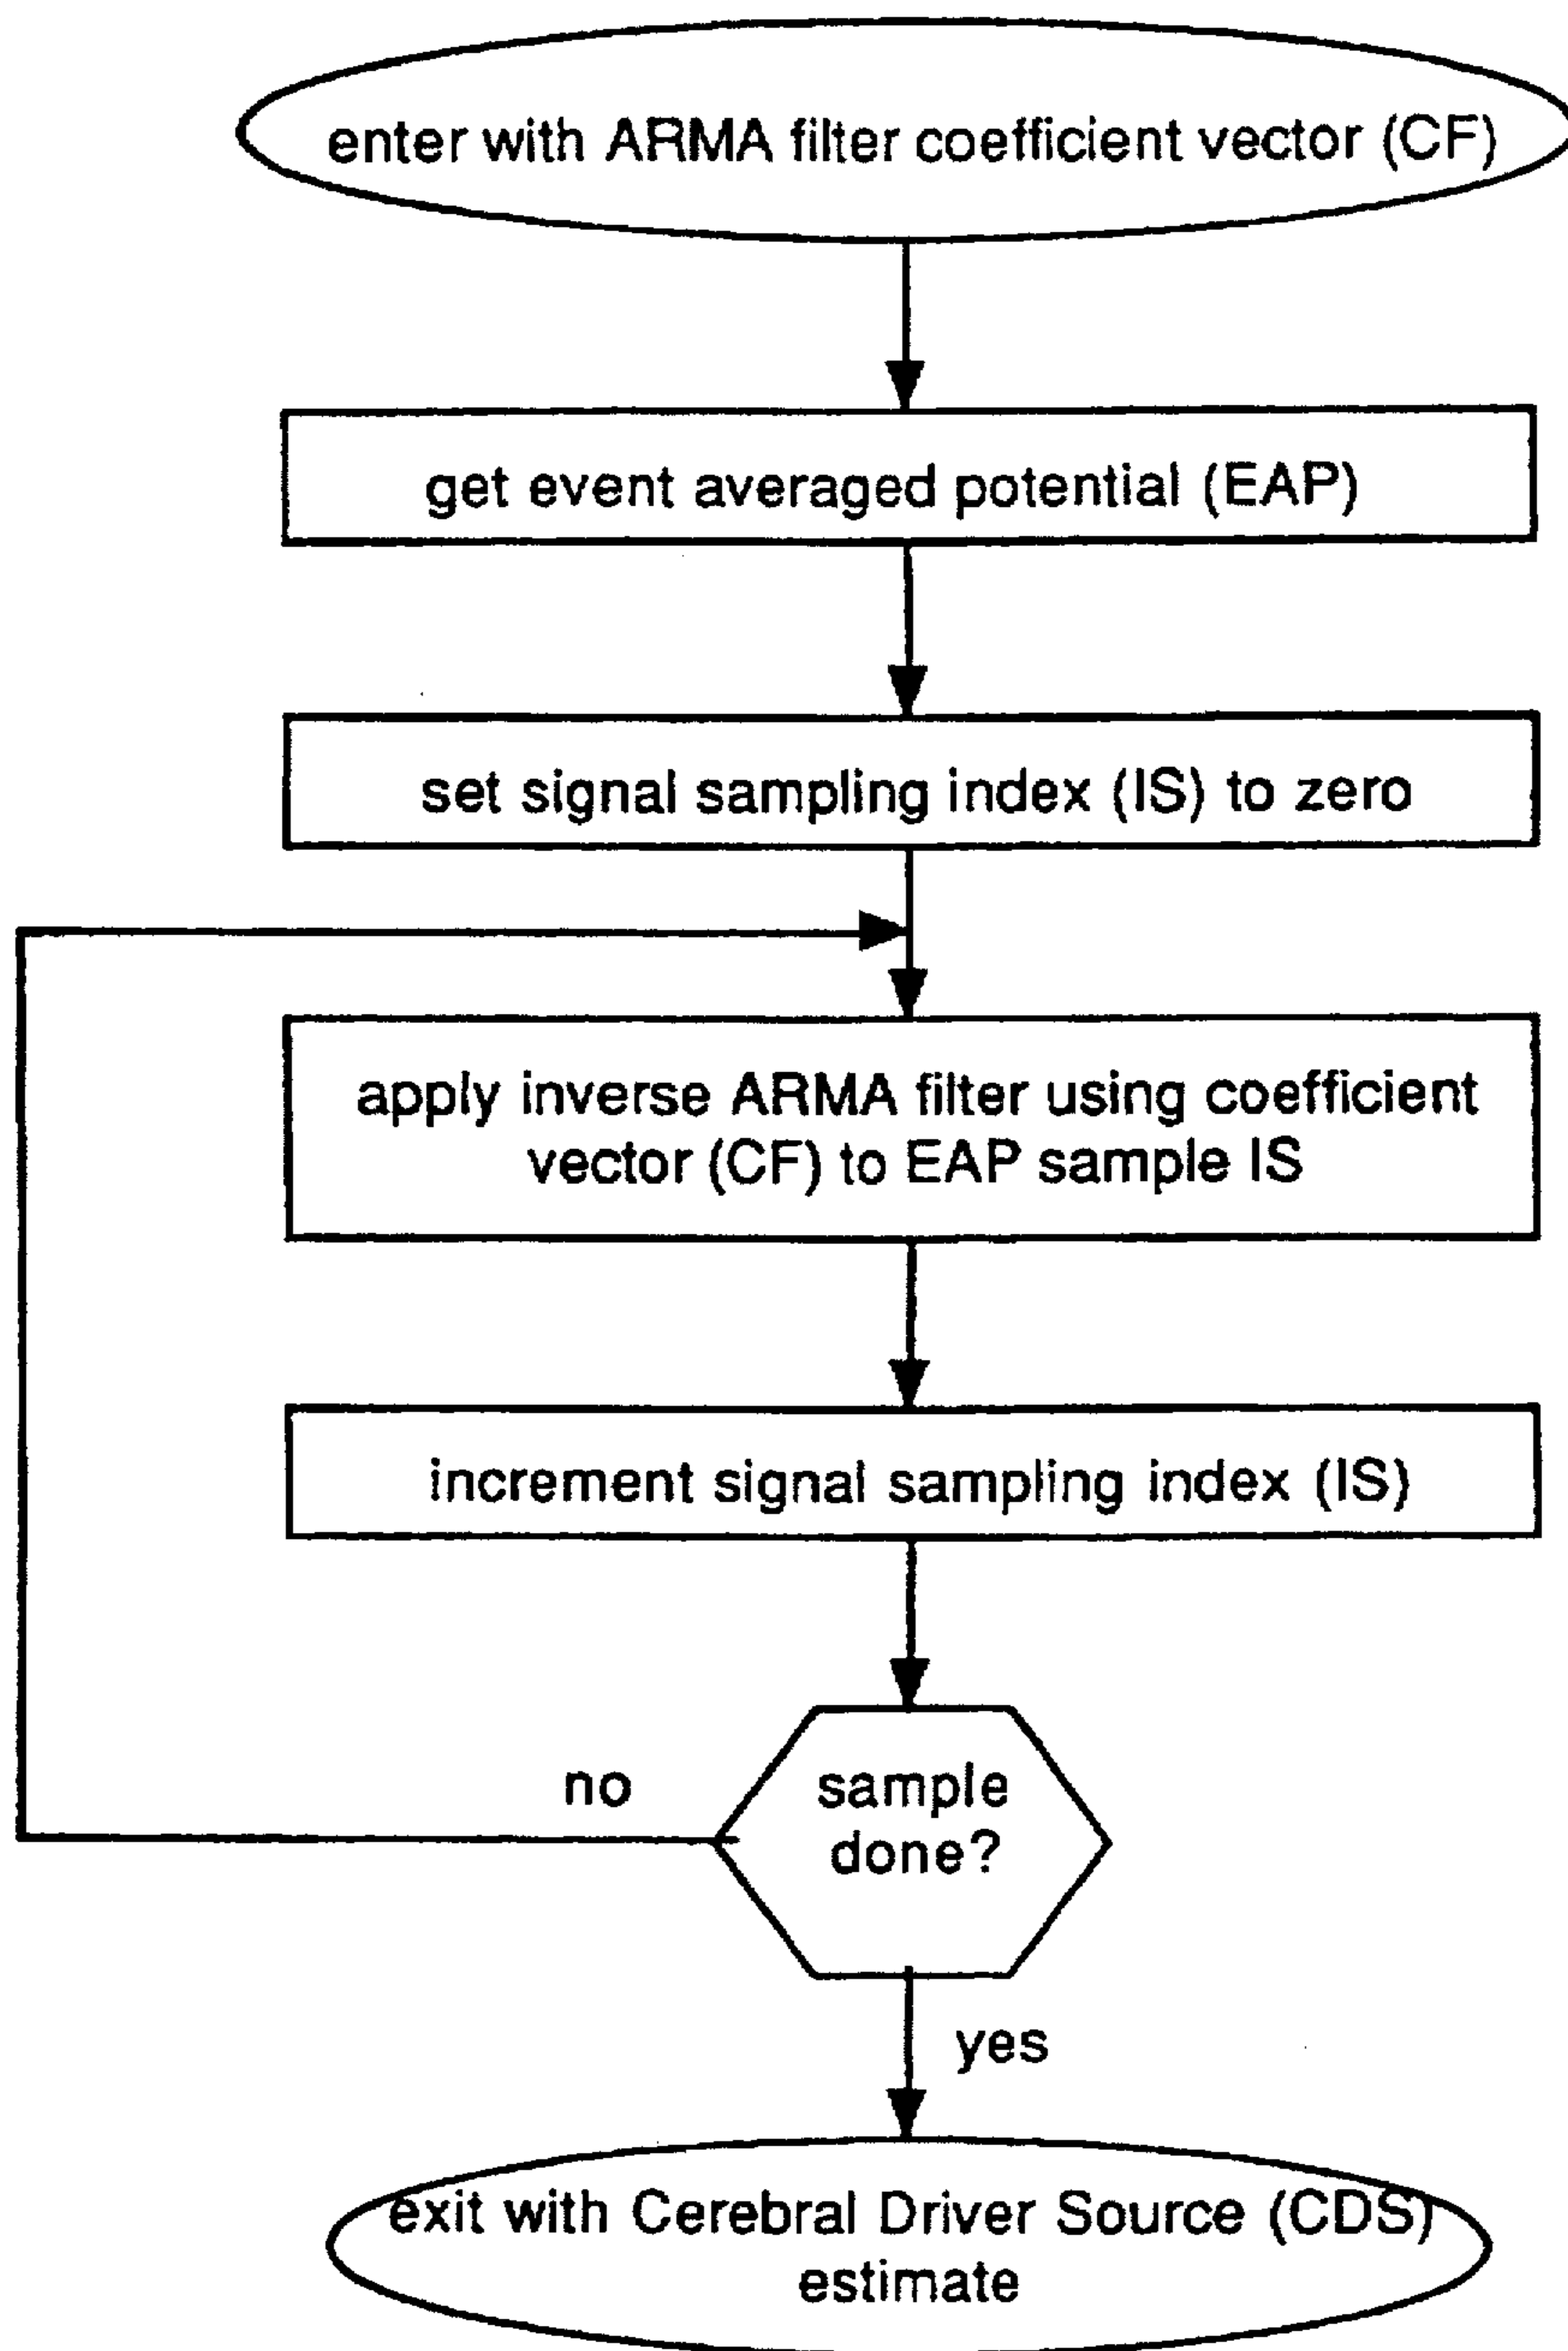 enter with ARMA filter coefficient vector (CF)
get event averaged potential (EAP)
set signal sampling index (IS) to zero
apply inverse ARMA filter using coefficient
vector (CF) to EAP sample IS
increment signal sampling index (IS)
no
sample
done?
yes
exit with Cerebral Driver Source (CDS)
estimate